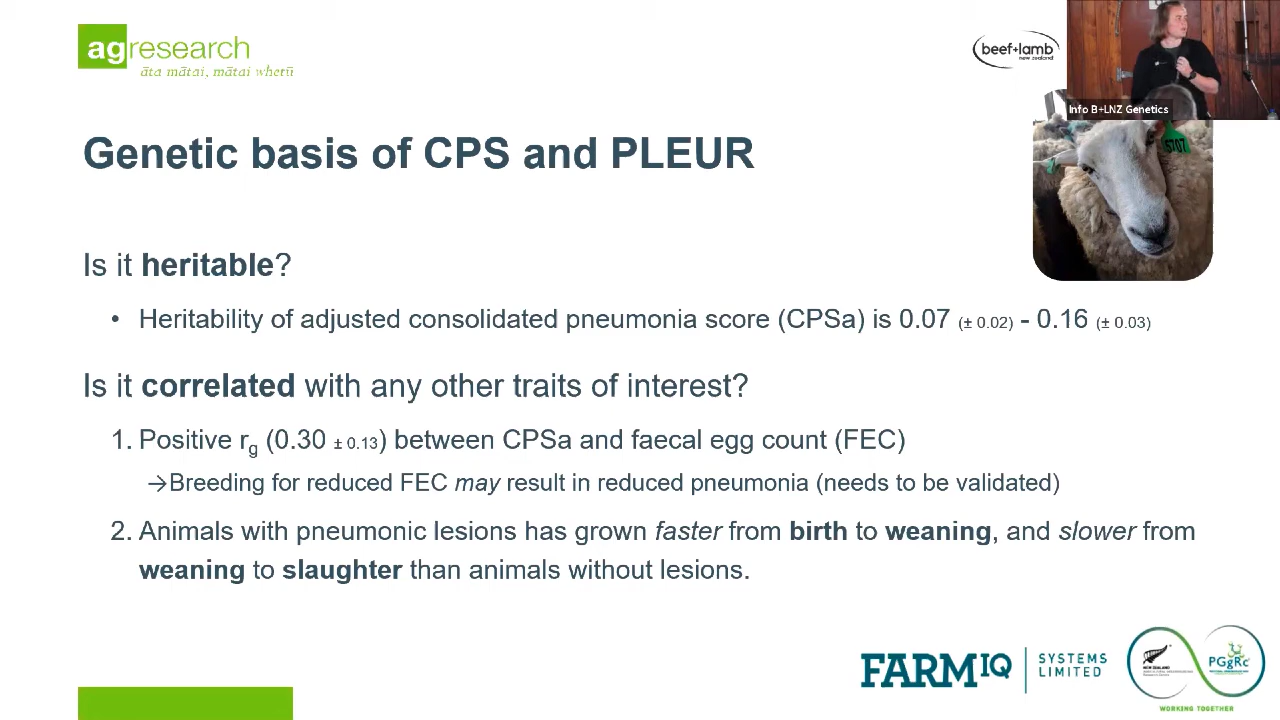 agresearch
āta mātai, mātai whetū
beef+lamb
new zealand
Info B+LNZ Genetics
5707
Genetic basis of CPS and PLEUR
Is it heritable?
• Heritability of adjusted consolidated pneumonia score (CPSa) is 0.07 (± 0.02) - 0.16 (± 0.03)
Is it correlated with any other traits of interest?
1. Positive rg (0.30 ± 0.13) between CPSa and faecal egg count (FEC)
→Breeding for reduced FEC may result in reduced pneumonia (needs to be validated)
2. Animals with pneumonic lesions has grown faster from birth to weaning, and slower from
weaning to slaughter than animals without lesions.
FARMIQ SYSTEMS
LIMITED
NEW ZEALAND
PGgRc
WORKING TOGETHER